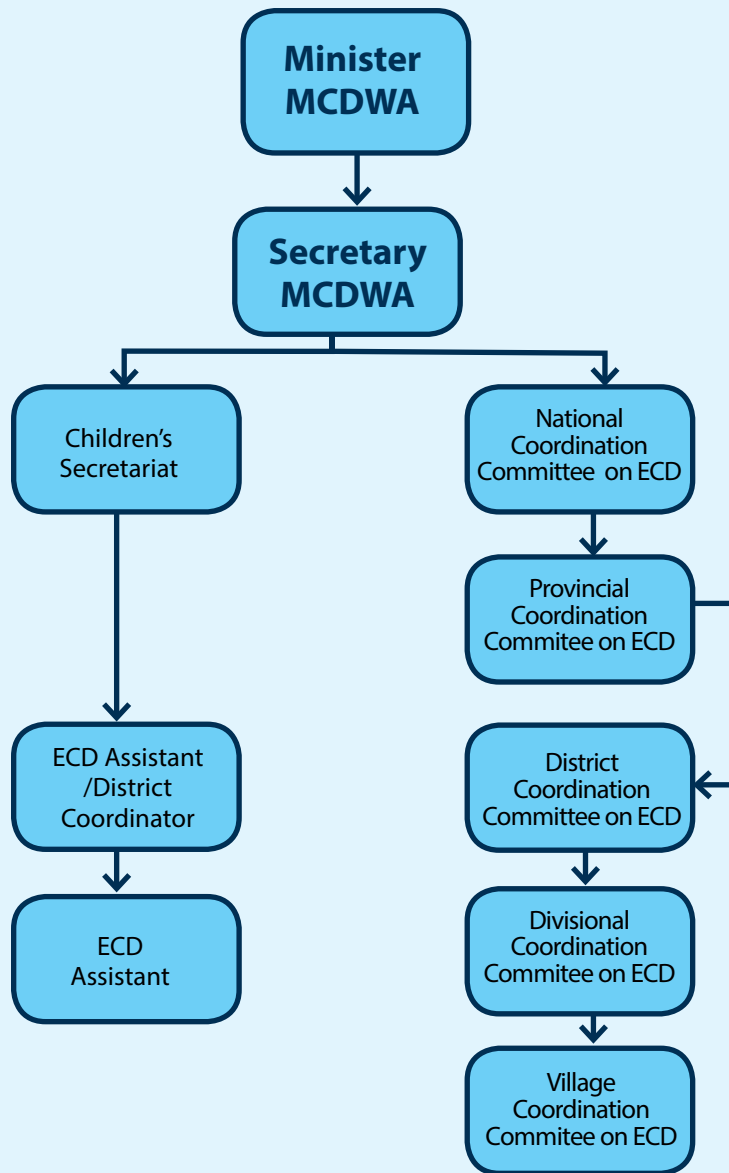 Minister
MCDWA
Secretary
MCDWA
Children's
Secretariat
ECD Assistant
/District
Coordinator
ECD
Assistant
National
Coordination
Committee on ECD
Provincial
Coordination
Commitee on ECD
District
Coordination
Committee on ECD
Divisional
Coordination
Commitee on ECD
Village
Coordination
Commitee on ECD